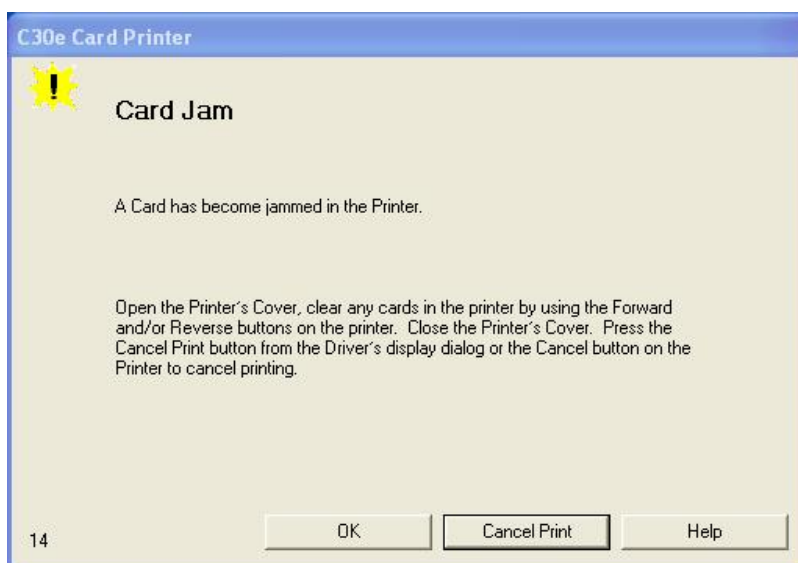 C30e Card Printer
!
Card Jam
A Card has become jammed in the Printer.
Open the Printer's Cover, clear any cards in the printer by using the Forward
and/or Reverse buttons on the printer. Close the Printer's Cover. Press the
Cancel Print button from the Driver's display dialog or the Cancel button on the
Printer to cancel printing.
14
OK
Cancel Print
Help